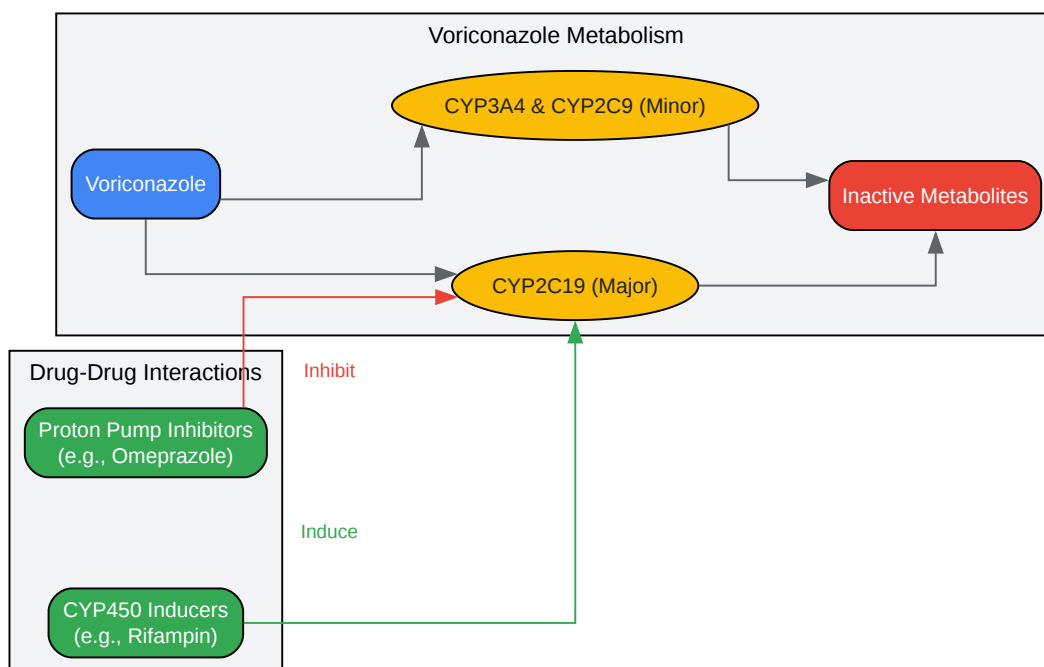 Voriconazole Metabolism
CYP3A4 & CYP2C9 (Minor)
Voriconazole
Inactive Metabolites
CYP2C19 (Major)
Drug-Drug Interactions
Inhibit
Proton Pump Inhibitors
(e.g., Omeprazole)
Induce
CYP450 Inducers
(e.g., Rifampin)